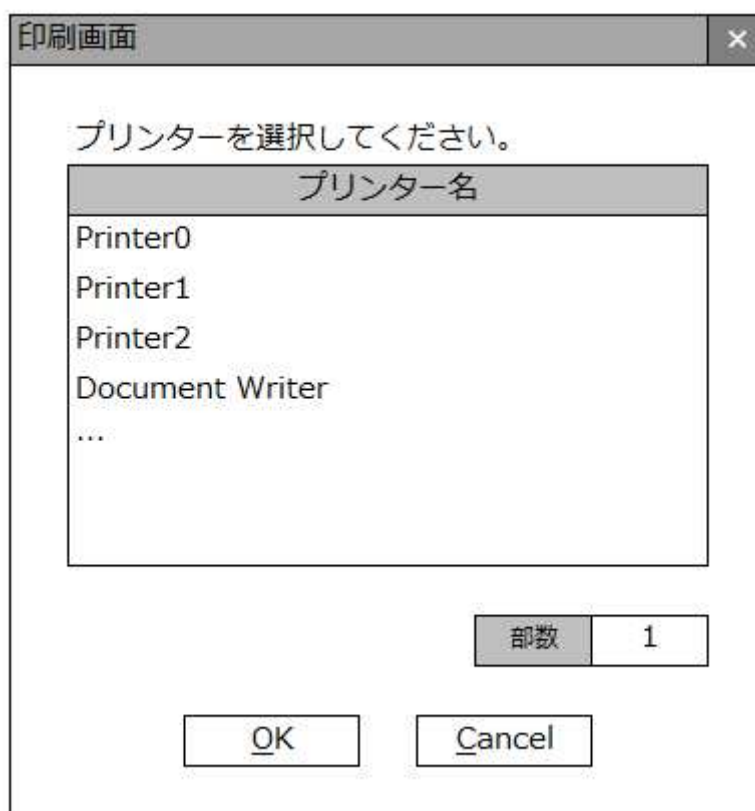 印刷画面 ×
プリンターを選択してください。
プリンター名
Printer0
Printer1
Printer2
Document Writer
...
部数 1
OK Cancel